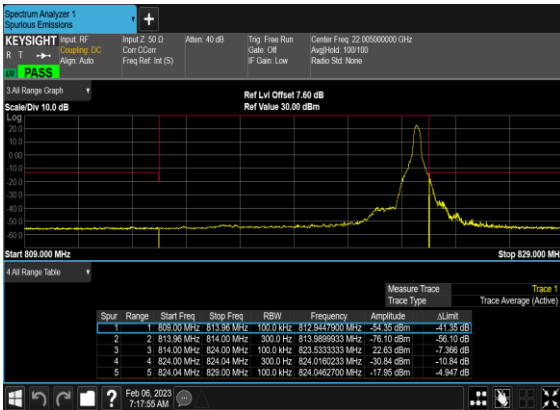 Spectrum Analyzer 1
Spurious Emissions
+
KEYSIGHT
R T
LW PASS
Input: RF
Coupling: DC
Align: Auto
Input Z: 50 Ω
Corr CCorr
Freq Ref: Int (S)
Atten: 40 dB
Trig: Free Run
Gate: Off
IF Gain: Low
Center Freq: 22.005000000 GHz
Avg|Hold: 100/100
Radio Std: None
3 All Range Graph
Scale/Div 10.0 dB
Ref Lvl Offset 7.60 dB
Ref Value 30.00 dBm
Log
20.0
10.0
0.00
-10.0
-20.0
-30.0
-40.0
-50.0
-60.0
Start 809.000 MHz
Stop 829.000 MH
4 All Range Table
Measure Trace Trace 1
Trace Type Trace Average (Active)
Spur Range Start Freq Stop Freq RBW Frequency Amplitude ΔLimit
1 1 809.00 MHz 813.96 MHz 100.0 kHz 812.9447900 MHz -54.35 dBm -41.35 dB
2 2 813.96 MHz 814.00 MHz 300.0 Hz 813.9899933 MHz -76.10 dBm -56.10 dB
3 3 814.00 MHz 824.00 MHz 100.0 kHz 823.5333333 MHz 22.63 dBm -7.366 dB
4 4 824.00 MHz 824.04 MHz 300.0 Hz 824.0160233 MHz -30.84 dBm -10.84 dB
5 5 824.04 MHz 829.00 MHz 100.0 kHz 824.0462700 MHz -17.95 dBm -4.947 dB
?
Feb 06, 2023
7:17:55 AM